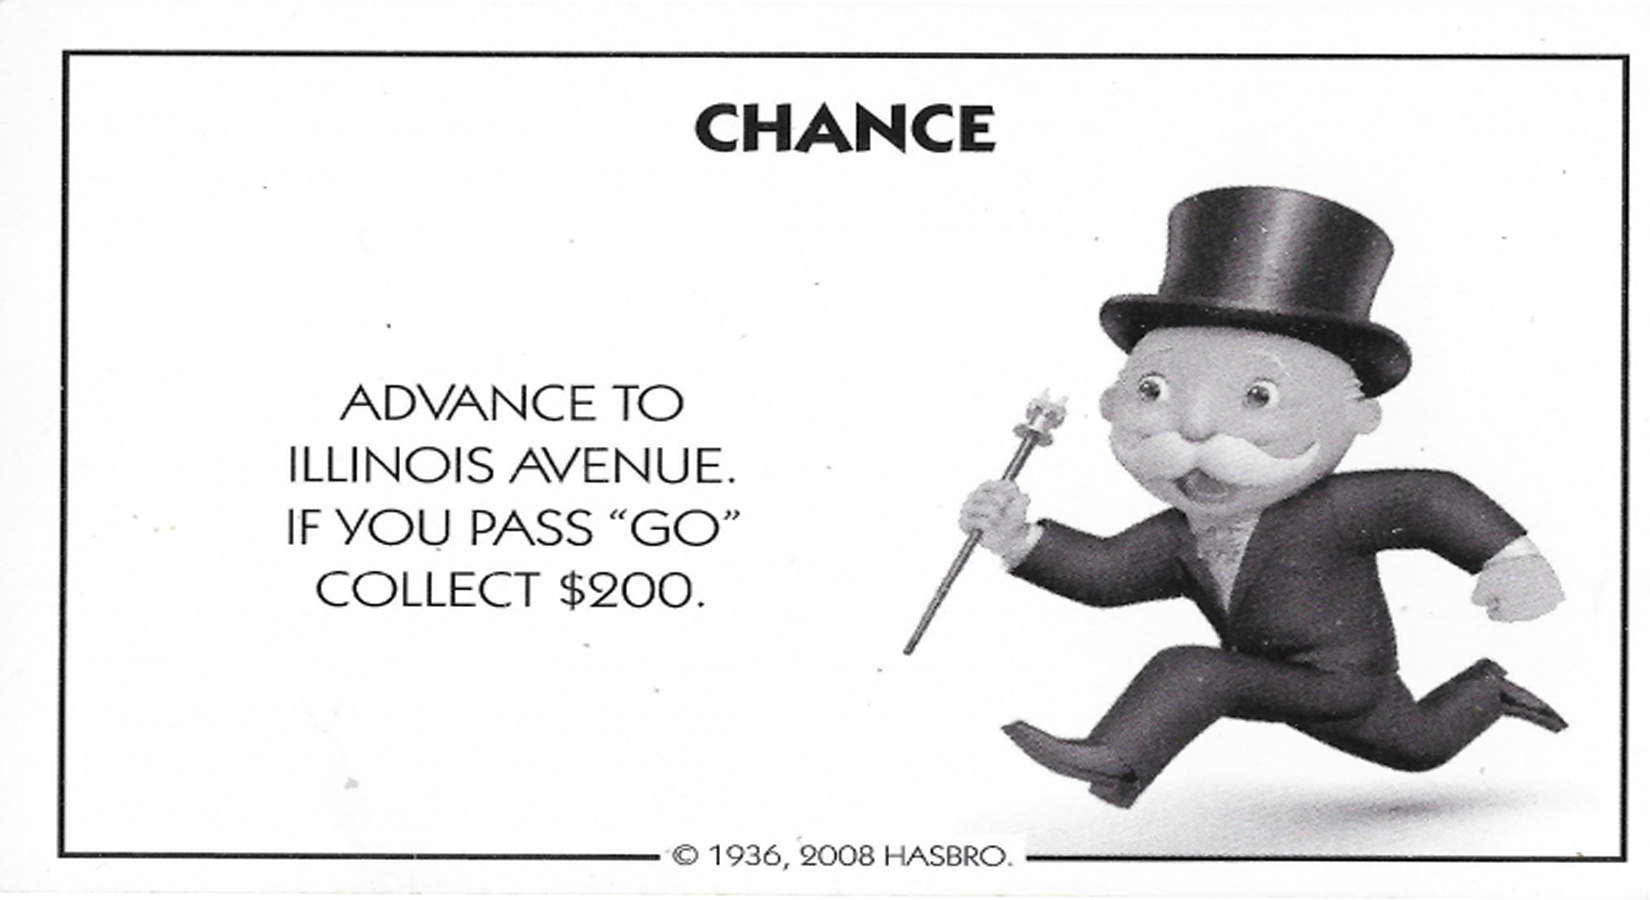 CHANCE
ADVANCE TO
ILLINOIS AVENUE.
IF YOU PASS “GO”
COLLECT $200.
© 1936, 2008 HASBRO.